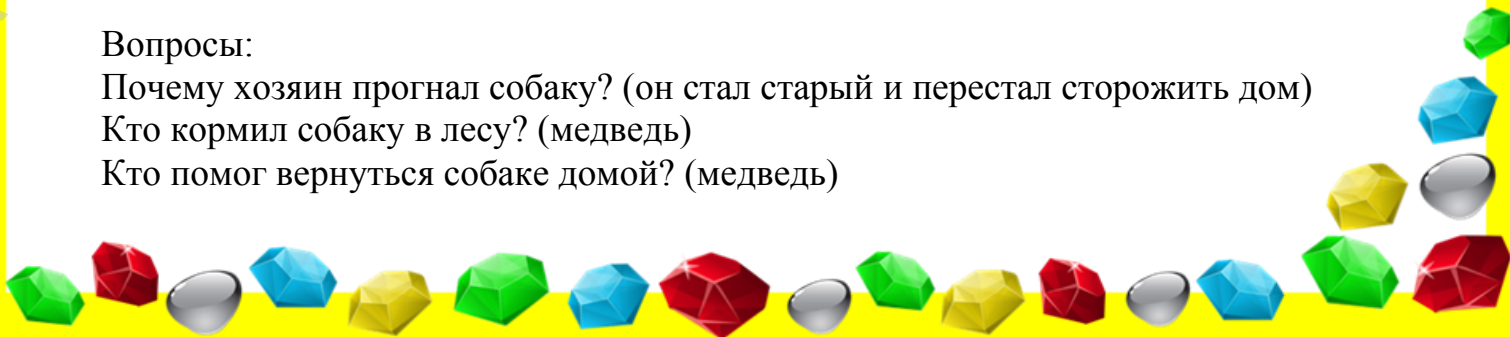 Вопросы:
Почему хозяин прогнал собаку? (он стал старый и перестал сторожить дом)
Кто кормил собаку в лесу? (медведь)
Кто помог вернуться собаке домой? (медведь)